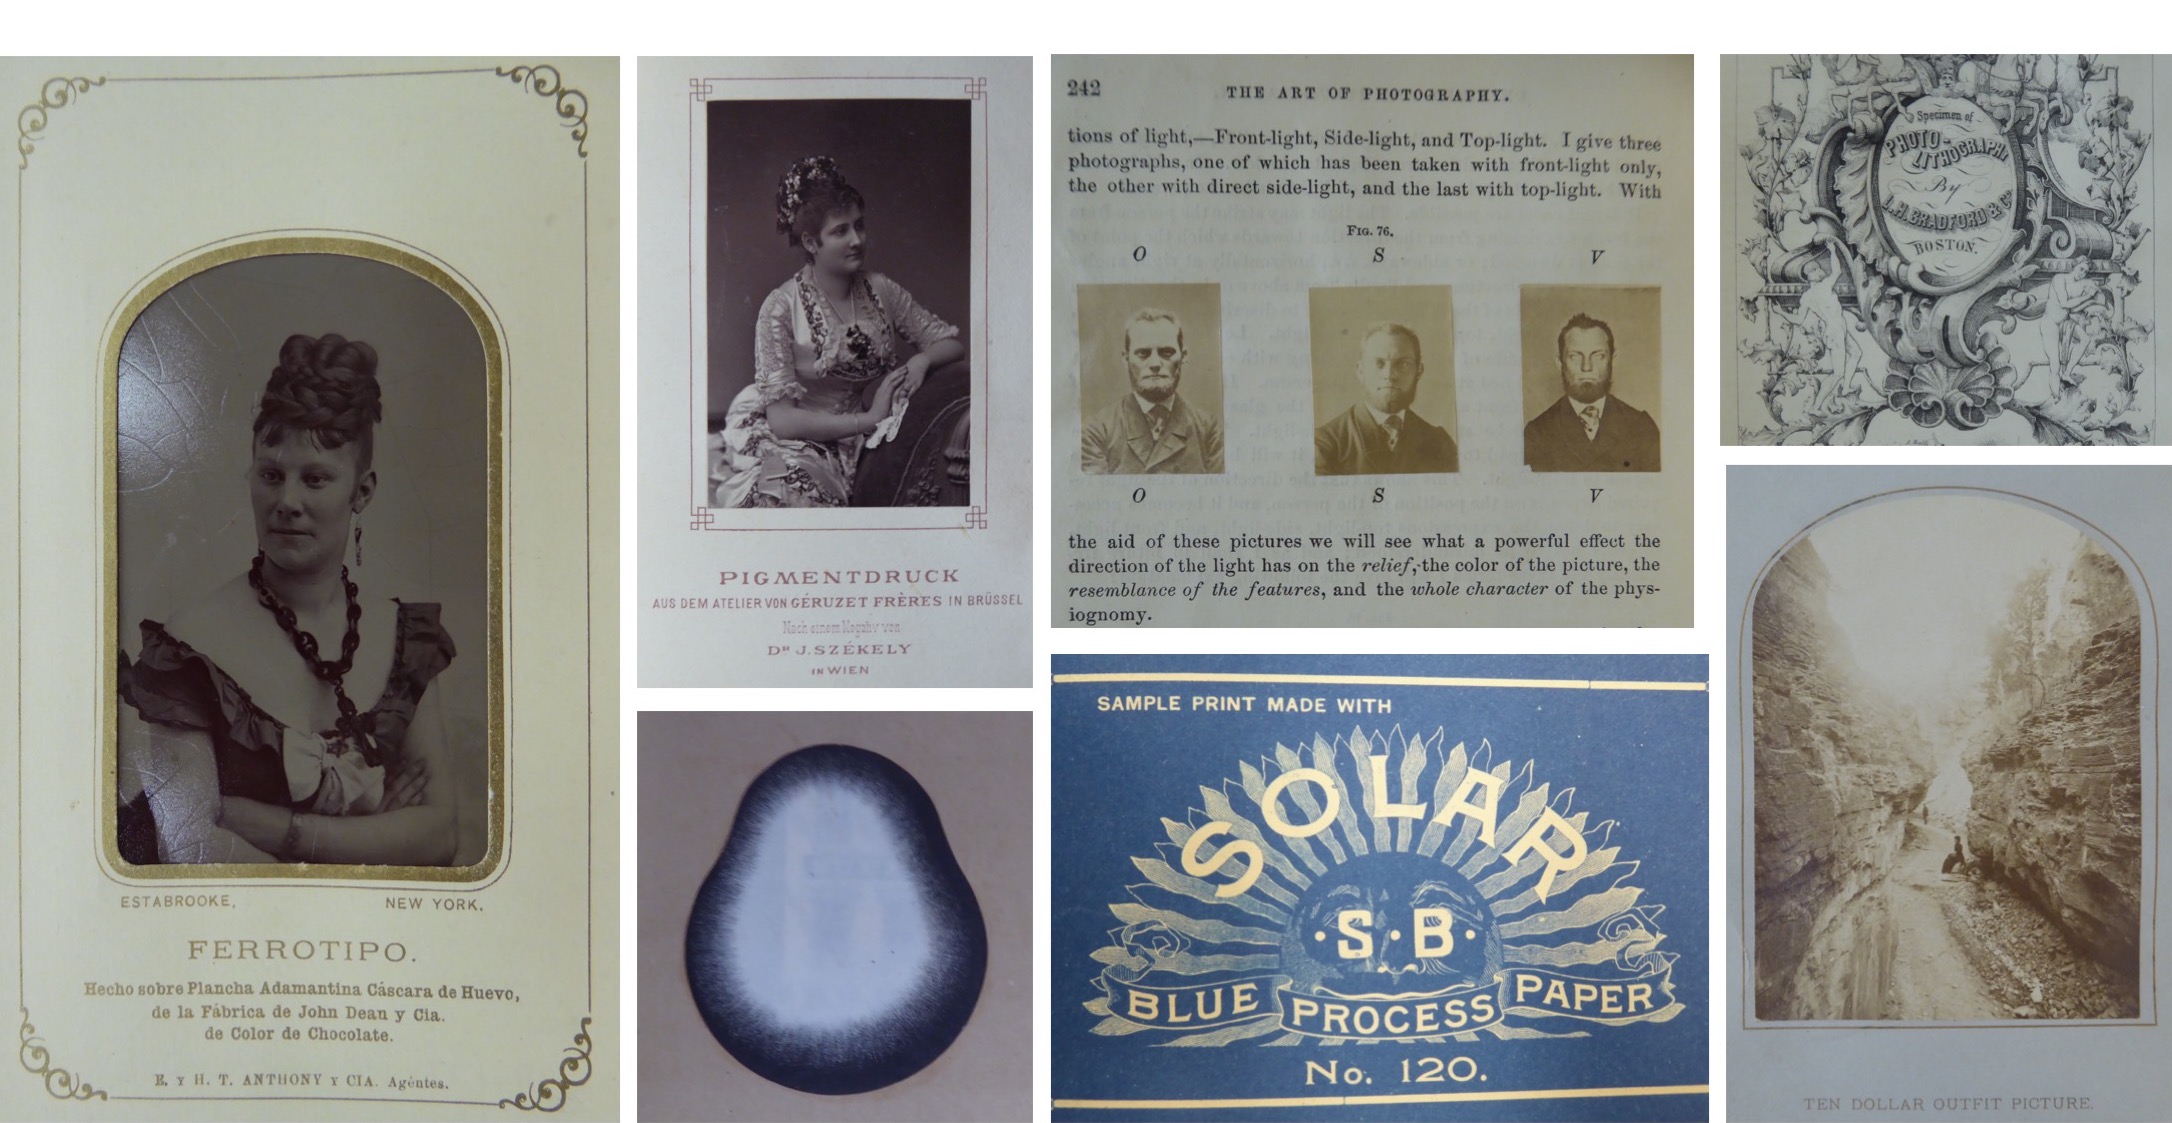 ESTABROOKE, NEW YORK.
FERROTIPO.
Hecho sobre Plancha Adamantina Cáscara de Huevo,
de la Fábrica de John Dean y Cia.
de Color de Chocolate.
E. Y H. T. ANTHONY Y CIA. Agéntes.
PIGMENTDRUCK
AUS DEM ATELIER VON GÉRUZET FRÈRES IN BRÜSSEL
Nach einem Negativ von
DR J. SZÉKELY
IN WIEN
242 THE ART OF PHOTOGRAPHY.
tions of light,—Front-light, Side-light, and Top-light. I give three
photographs, one of which has been taken with front-light only,
the other with direct side-light, and the last with top-light. With
FIG. 76.
O S V
O S V
the aid of these pictures we will see what a powerful effect the
direction of the light has on the relief, the color of the picture, the
resemblance of the features, and the whole character of the phys-
iognomy.
SAMPLE PRINT MADE WITH
SOLAR
·S·B·
BLUE PROCESS PAPER
No. 120.
Specimen of
PHOTO-
LITHOGRAPHY
By
L.H. BRADFORD & Co.
BOSTON.
TEN DOLLAR OUTFIT PICTURE.